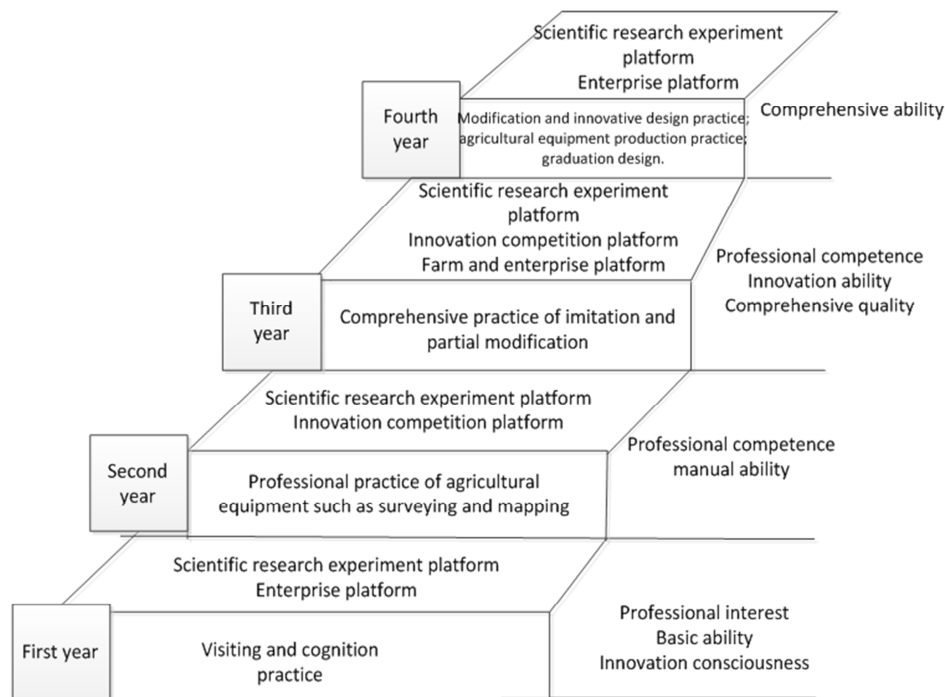 Scientific research experiment
platform
Enterprise platform
Fourth
year
Modification and innovative design practice;
agricultural equipment production practice;
graduation design.
Comprehensive ability
Scientific research experiment
platform
Innovation competition platform
Farm and enterprise platform
Professional competence
Innovation ability
Comprehensive quality
Third
year
Comprehensive practice of imitation and
partial modification
Scientific research experiment platform
Innovation competition platform
Professional competence
manual ability
Second
year
Professional practice of agricultural
equipment such as surveying and mapping
Scientific research experiment platform
Enterprise platform
Professional interest
Basic ability
Innovation consciousness
First year
Visiting and cognition
practice